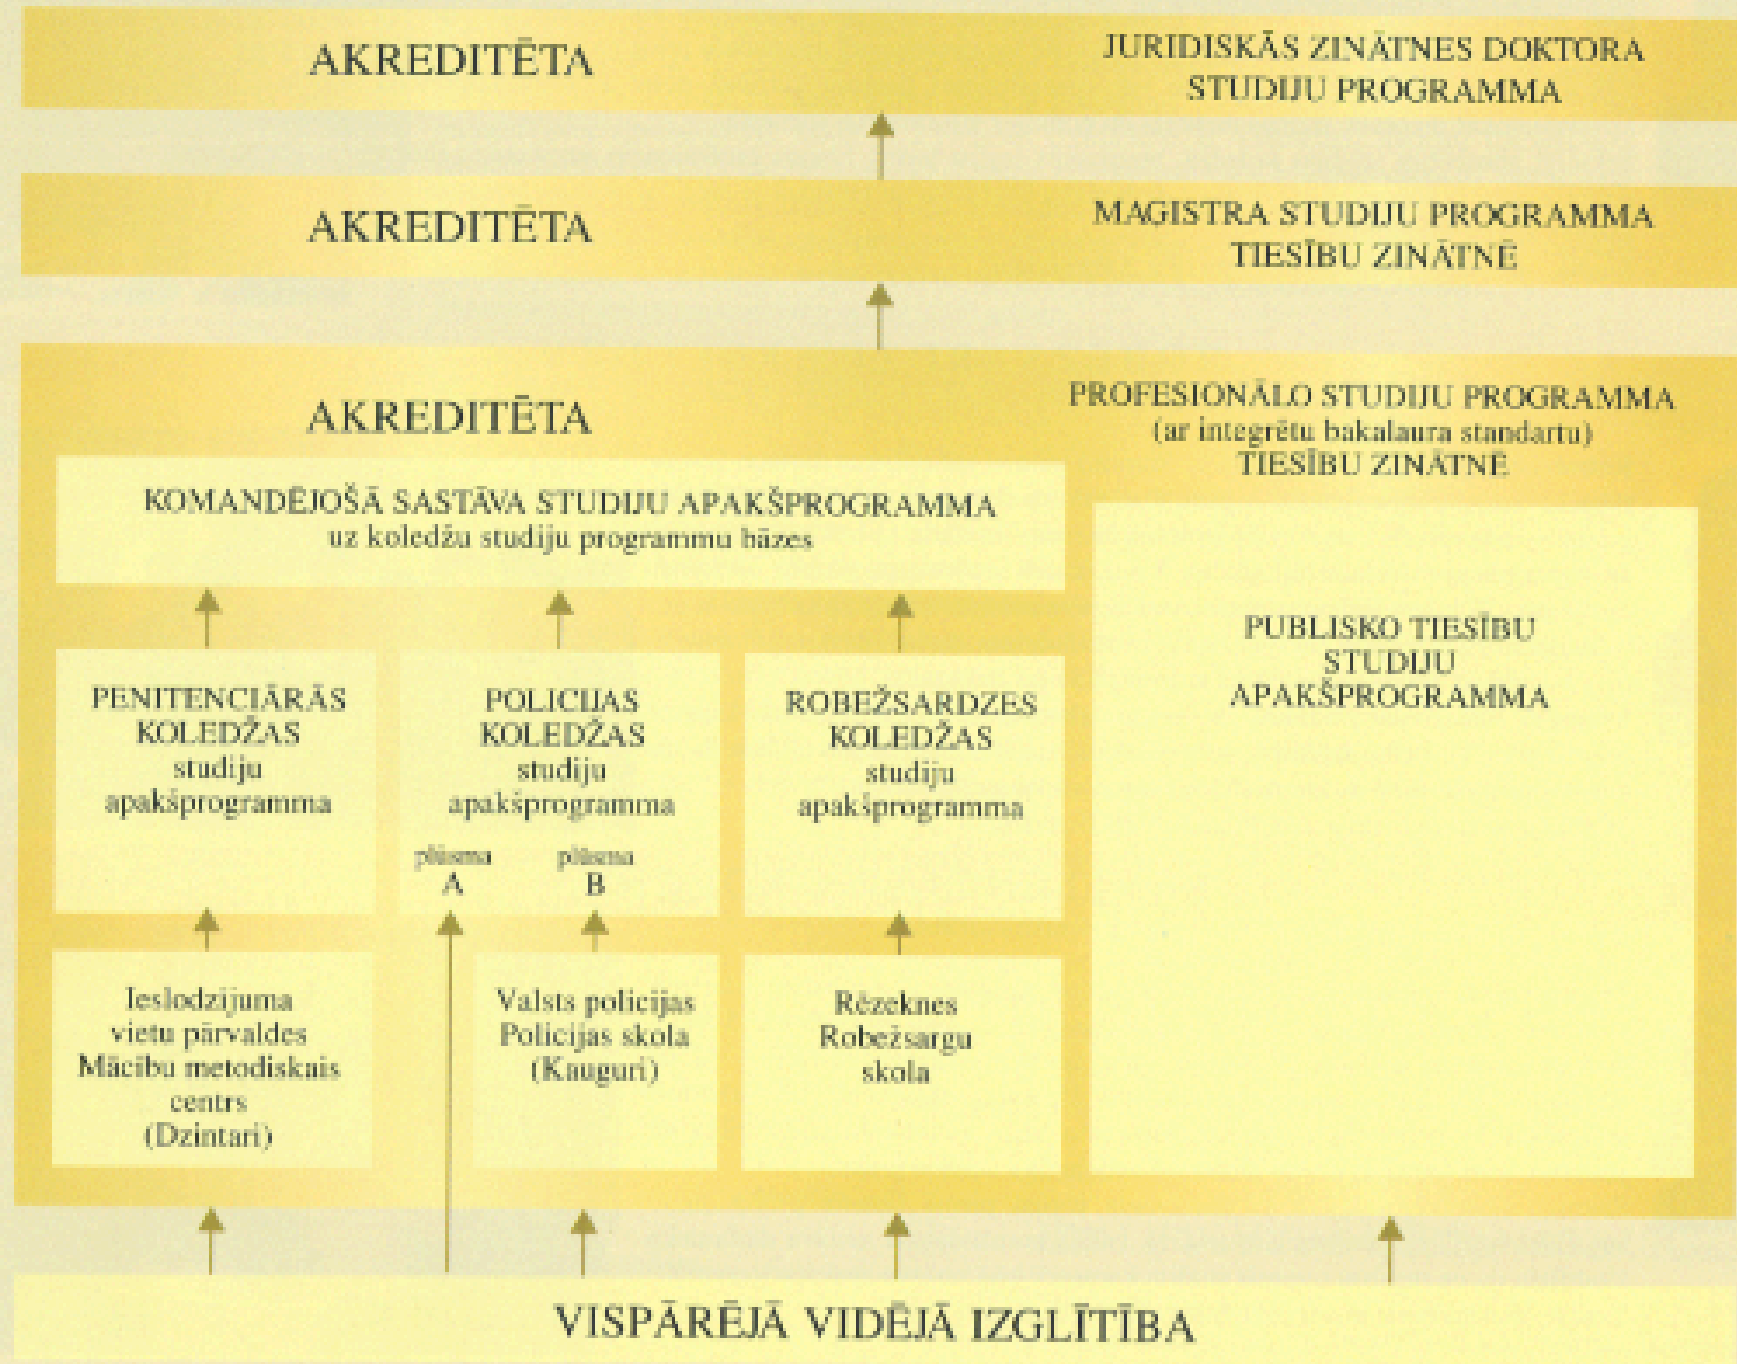 AKREDITĒTA
JURIDISKĀS ZINĀTNES DOKTORA
STUDIJU PROGRAMMA
AKREDITĒTA
MAĢISTRA STUDIJU PROGRAMMA
TIESĪBU ZINĀTNĒ
AKREDITĒTA
PROFESIONĀLO STUDIJU PROGRAMMA
(ar integrētu bakalaura standartu)
TIESĪBU ZINĀTNĒ
KOMANDĒJOŠĀ SASTĀVA STUDIJU APAKŠPROGRAMMA
uz koledžu studiju programmu bāzes
PENITENCIĀRĀS
KOLEDŽAS
studiju
apakšprogramma
POLICIJAS
KOLEDŽAS
studiju
apakšprogramma
plūsma
A
plūsma
B
ROBEŽSARDZES
KOLEDŽAS
studiju
apakšprogramma
PUBLISKO TIESĪBU
STUDIJU
APAKŠPROGRAMMA
Ieslodzijuma
vietu pārvaldes
Mācību metodiskais
centrs
(Dzintari)
Valsts policijas
Policijas skola
(Kauguri)
Rēzeknes
Robežsargu
skola
VISPĀRĒJĀ VIDĒJĀ IZGLĪTĪBA